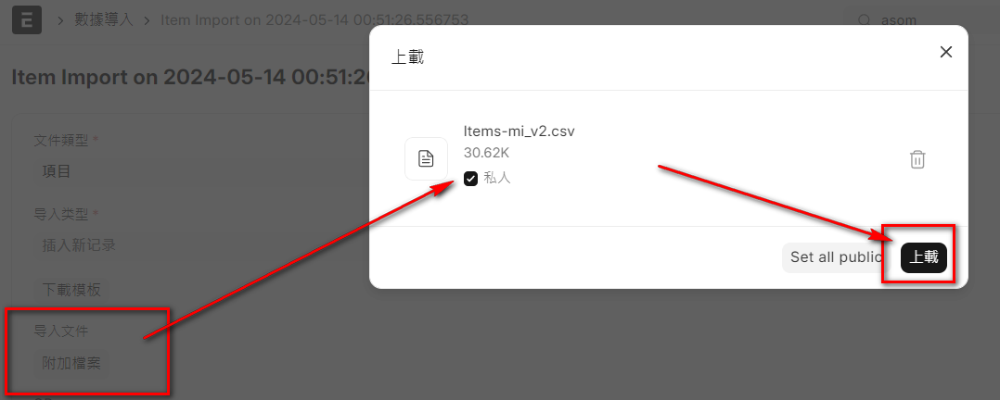 E
數據導入
Item Import on 2024-05-14 00:51:26.556753
asom
Item Import on 2024-05-14 00:51:26
文件類型 *
項目
导入类型 *
插入新记录
下載模板
导入文件
附加檔案
上載
Items-mi_v2.csv
30.62K
私人
Set all public
上載